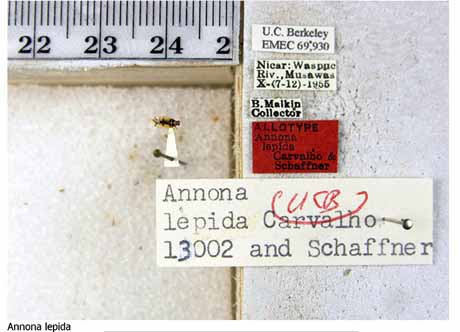 22 23 24 2
U.C. Berkeley
EMEC 69,930
Nicar: Waspuc
Riv., Musawas
X-(7-12)-1955
B. Malkin
Collector
ALLOTYPE
Annona
lepida
Carvalho &
Schaffner
Annona (UCB)
lepida Carvalho
13002 and Schaffner
Annona lepida